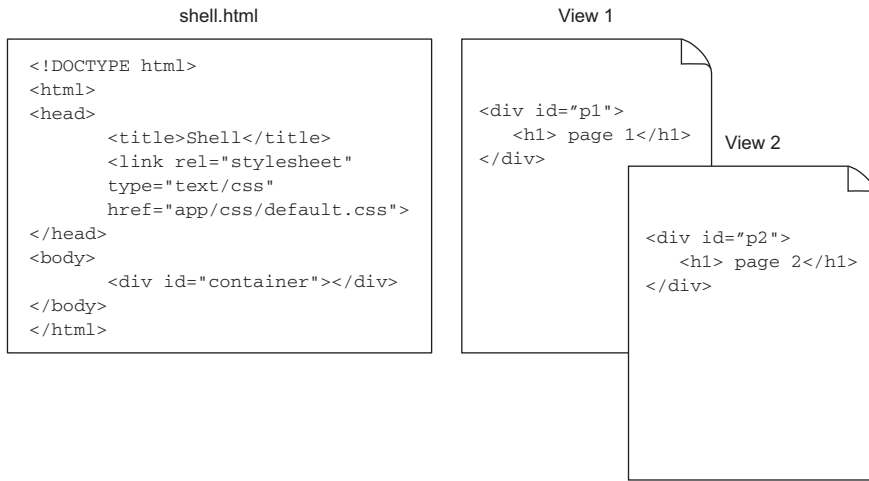 shell.html
<!DOCTYPE html>
<html>
<head>
<title>Shell</title>
<link rel="stylesheet"
type="text/css"
href="app/css/default.css">
</head>
<body>
<div id="container"></div>
</body>
</html>
View 1
<div id="p1">
<h1> page 1</h1>
</div>
View 2
<div id="p2">
<h1> page 2</h1>
</div>